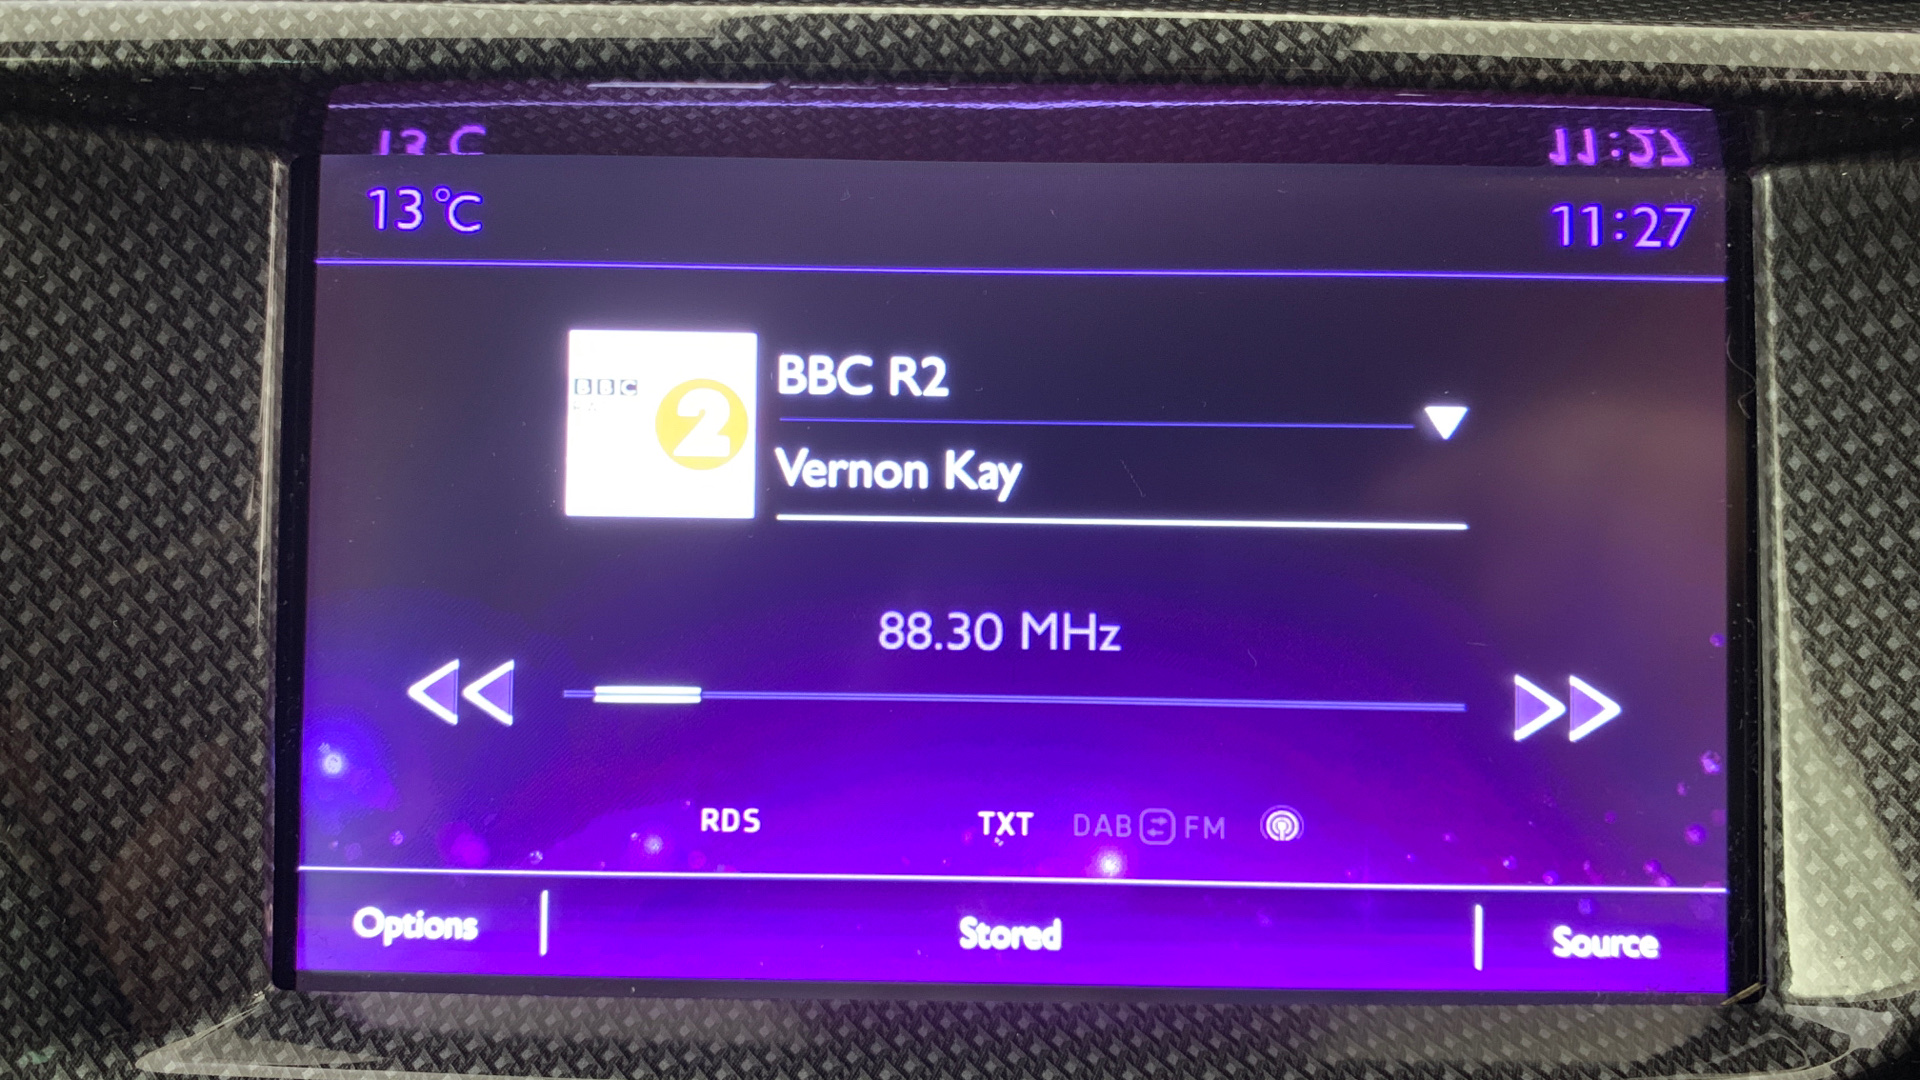 13°C
11:27
BBC
2
BBC R2
Vernon Kay
88.30 MHz
RDS
TXT
DAB FM
Options
Stored
Source